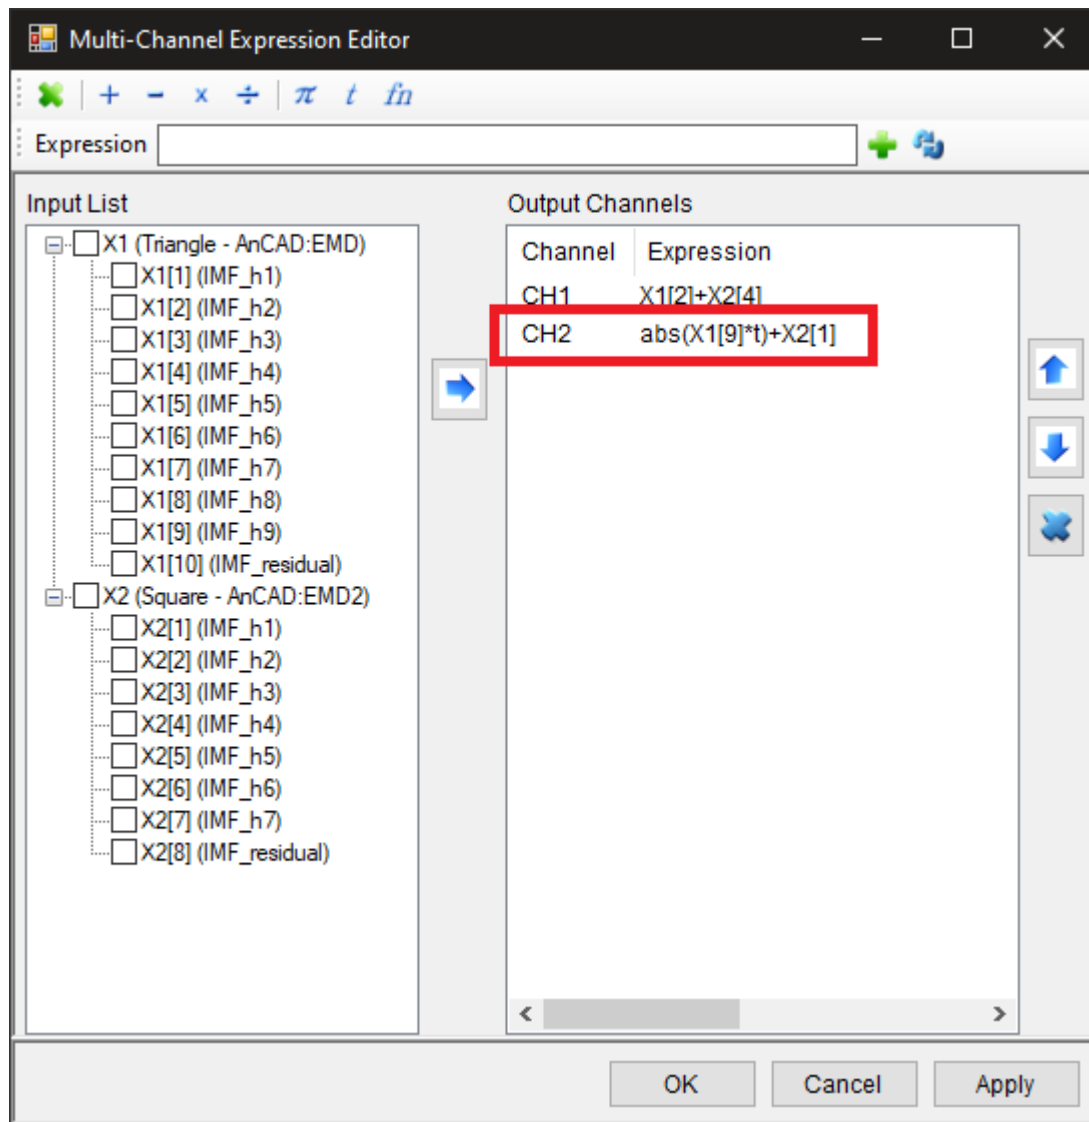 Multi-Channel Expression Editor
+ - x ÷ π t fn
Expression
Input List
X1 (Triangle - AnCAD:EMD)
X1[1] (IMF_h1)
X1[2] (IMF_h2)
X1[3] (IMF_h3)
X1[4] (IMF_h4)
X1[5] (IMF_h5)
X1[6] (IMF_h6)
X1[7] (IMF_h7)
X1[8] (IMF_h8)
X1[9] (IMF_h9)
X1[10] (IMF_residual)
X2 (Square - AnCAD:EMD2)
X2[1] (IMF_h1)
X2[2] (IMF_h2)
X2[3] (IMF_h3)
X2[4] (IMF_h4)
X2[5] (IMF_h5)
X2[6] (IMF_h6)
X2[7] (IMF_h7)
X2[8] (IMF_residual)
Output Channels
Channel Expression
CH1 X1[2]+X2[4]
CH2 abs(X1[9]*t)+X2[1]
OK Cancel Apply